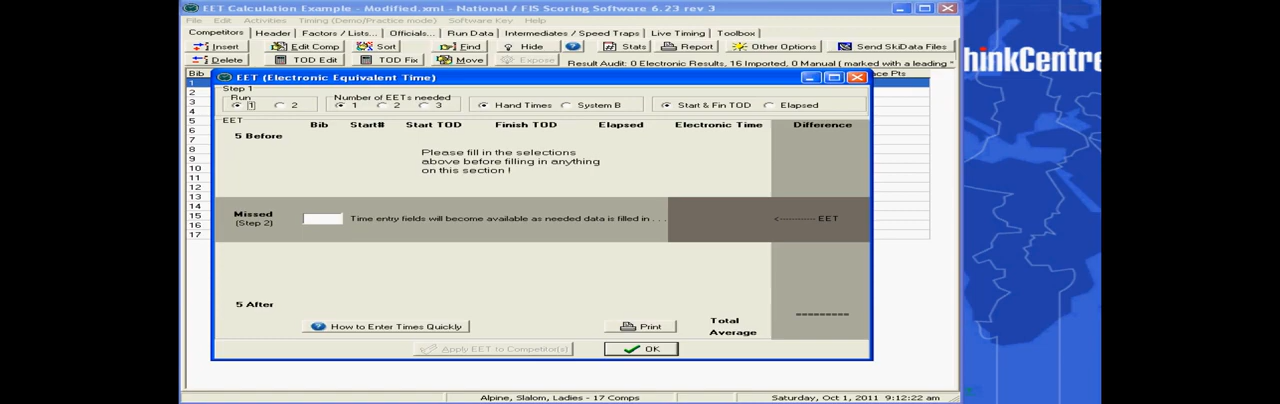 EET Calculation Example - Modified.xml - National / FIS Scoring Software 6.23 rev 3
File Edit Activities Timing (Demo/Practice mode) Software Key Help
Competitors Header Factors / Lists... Officials... Run Data Intermediates / Speed Traps Live Timing Toolbox
Insert Edit Comp Sort Find Hide ? Stats Report Other Options Send SkiData Files
Delete TOD Edit TOD Fix Move Expose Result Audit: 0 Electronic Results, 16 Imported, 0 Manual ( marked with a leading "
hinkCentre
Bib
ce Pts
EET (Electronic Equivalent Time)
Step 1
Run
1 2
Number of EETs needed
1 2 3
Hand Times System B
Start & Fin TOD Elapsed
EET
Bib Start# Start TOD Finish TOD Elapsed Electronic Time Difference
5 Before
Please fill in the selections
above before filling in anything
on this section !
Missed
(Step 2)
Time entry fields will become available as needed data is filled in . . .
<----------- EET
5 After
=========
? How to Enter Times Quickly
Print
Total
Average
Apply EET to Competitor(s)
OK
1
2
3
4
5
6
7
8
9
10
11
12
13
14
15
16
17
Alpine, Slalom, Ladies - 17 Comps
Saturday, Oct 1, 2011 9:12:22 am